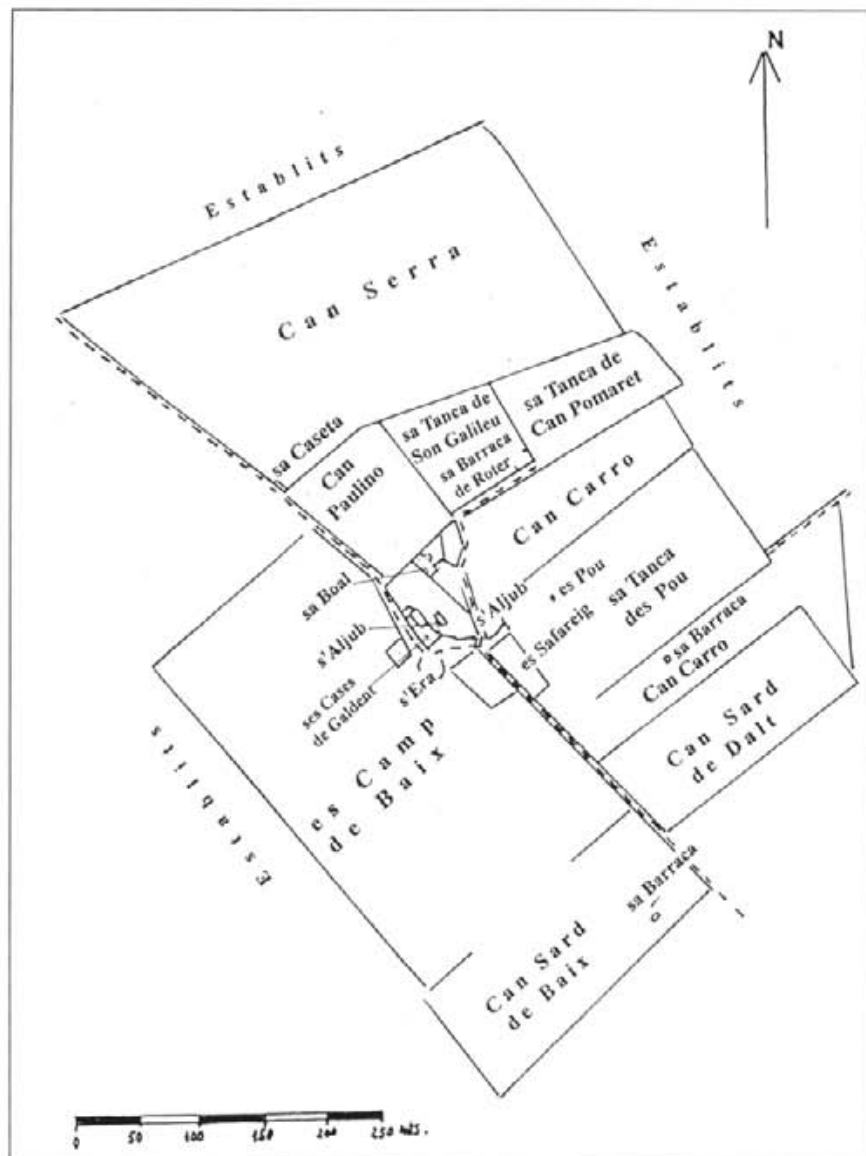 N
Establits
Establits
Can Serra
sa Caseta
Can
Paulino
sa Tanca de
Son Galileu
sa Barraca
de Roter
sa Tanca de
Can Pomaret
Can Carro
sa Boal
s'Aljub
s'Aljub
es Pou
es Safareig
sa Tanca
des Pou
ses Cases
de Galdent
s'Era
sa Barraca
Can Carro
Can Sard
de Dalt
es Camp
de Baix
Establits
sa Barraca
Can Sard
de Baix
0 50 100 150 200 250 mts.